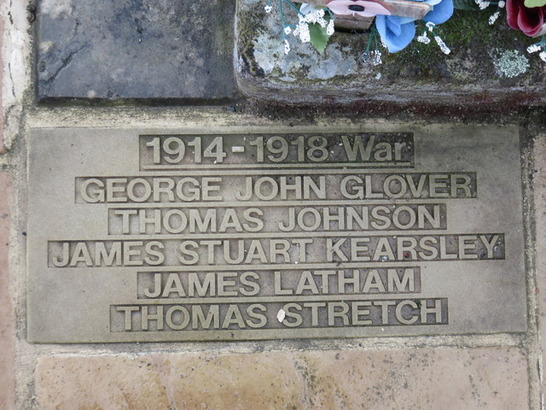 1914-1918 War
GEORGE JOHN GLOVER
THOMAS JOHNSON
JAMES STUART KEARSLEY
JAMES LATHAM
THOMAS STRETCH